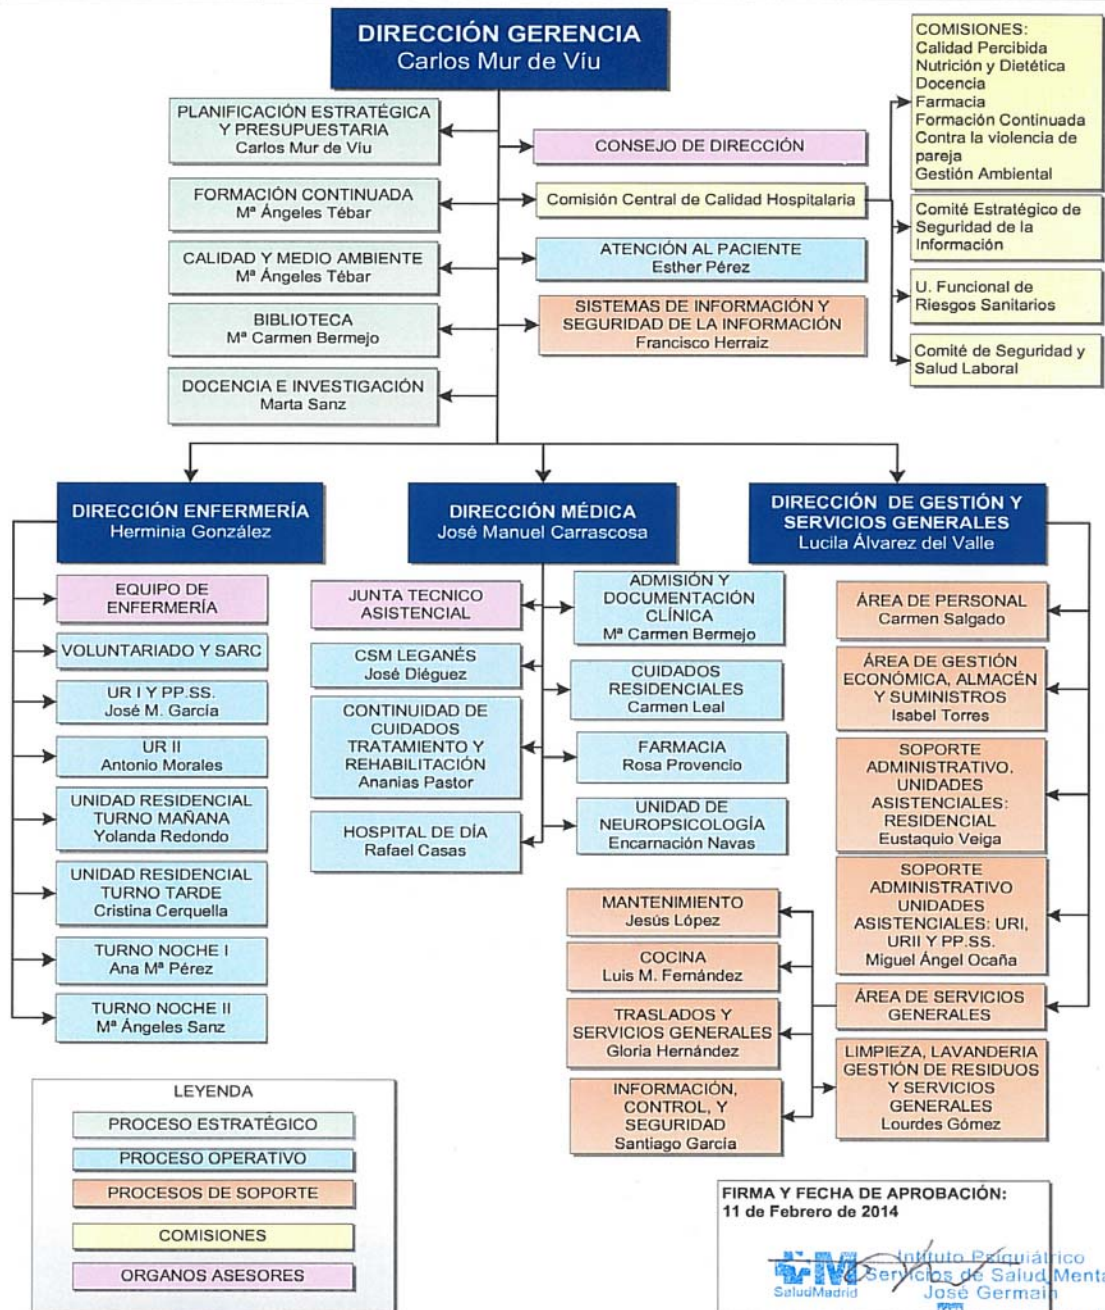 DIRECCIÓN GERENCIA
Carlos Mur de Víu
PLANIFICACIÓN ESTRATÉGICA
Y PRESUPUESTARIA
Carlos Mur de Víu
FORMACIÓN CONTINUADA
Mª Ángeles Tébar
CALIDAD Y MEDIO AMBIENTE
Mª Ángeles Tébar
BIBLIOTECA
Mª Carmen Bermejo
DOCENCIA E INVESTIGACIÓN
Marta Sanz
CONSEJO DE DIRECCIÓN
Comisión Central de Calidad Hospitalaria
ATENCIÓN AL PACIENTE
Esther Pérez
SISTEMAS DE INFORMACIÓN Y
SEGURIDAD DE LA INFORMACIÓN
Francisco Herraiz
COMISIONES:
Calidad Percibida
Nutrición y Dietética
Docencia
Farmacia
Formación Continuada
Contra la violencia de
pareja
Gestión Ambiental
Comité Estratégico de
Seguridad de la
Información
U. Funcional de
Riesgos Sanitarios
Comité de Seguridad y
Salud Laboral
DIRECCIÓN ENFERMERÍA
Herminia González
EQUIPO DE
ENFERMERÍA
VOLUNTARIADO Y SARC
UR I Y PP.SS.
José M. García
UR II
Antonio Morales
UNIDAD RESIDENCIAL
TURNO MAÑANA
Yolanda Redondo
UNIDAD RESIDENCIAL
TURNO TARDE
Cristina Cerquella
TURNO NOCHE I
Ana Mª Pérez
TURNO NOCHE II
Mª Ángeles Sanz
DIRECCIÓN MÉDICA
José Manuel Carrascosa
JUNTA TECNICO
ASISTENCIAL
CSM LEGANÉS
José Diéguez
CONTINUIDAD DE
CUIDADOS
TRATAMIENTO Y
REHABILITACIÓN
Ananias Pastor
HOSPITAL DE DÍA
Rafael Casas
ADMISIÓN Y
DOCUMENTACIÓN
CLÍNICA
Mª Carmen Bermejo
CUIDADOS
RESIDENCIALES
Carmen Leal
FARMACIA
Rosa Provencio
UNIDAD DE
NEUROPSICOLOGÍA
Encarnación Navas
DIRECCIÓN DE GESTIÓN Y
SERVICIOS GENERALES
Lucila Álvarez del Valle
ÁREA DE PERSONAL
Carmen Salgado
ÁREA DE GESTIÓN
ECONÓMICA, ALMACÉN
Y SUMINISTROS
Isabel Torres
SOPORTE
ADMINISTRATIVO.
UNIDADES
ASISTENCIALES:
RESIDENCIAL
Eustaquio Veiga
SOPORTE
ADMINISTRATIVO
UNIDADES
ASISTENCIALES: URI,
URII Y PP.SS.
Miguel Ángel Ocaña
ÁREA DE SERVICIOS
GENERALES
MANTENIMIENTO
Jesús López
COCINA
Luis M. Fernández
TRASLADOS Y
SERVICIOS GENERALES
Gloria Hernández
INFORMACIÓN,
CONTROL, Y
SEGURIDAD
Santiago García
LIMPIEZA, LAVANDERIA
GESTIÓN DE RESIDUOS
Y SERVICIOS
GENERALES
Lourdes Gómez
LEYENDA
PROCESO ESTRATÉGICO
PROCESO OPERATIVO
PROCESOS DE SOPORTE
COMISIONES
ORGANOS ASESORES
FIRMA Y FECHA DE APROBACIÓN:
11 de Febrero de 2014
SaludMadrid
Instituto Psiquiátrico
Servicios de Salud Menta
José Germain